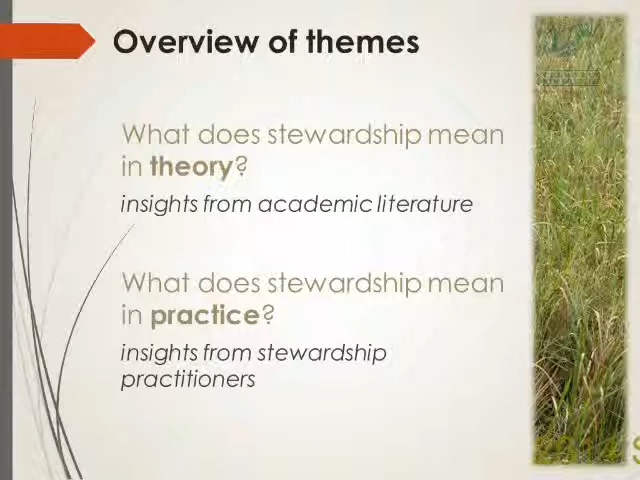 Overview of themes
What does stewardship mean
in theory?
insights from academic literature
What does stewardship mean
in practice?
insights from stewardship
practitioners